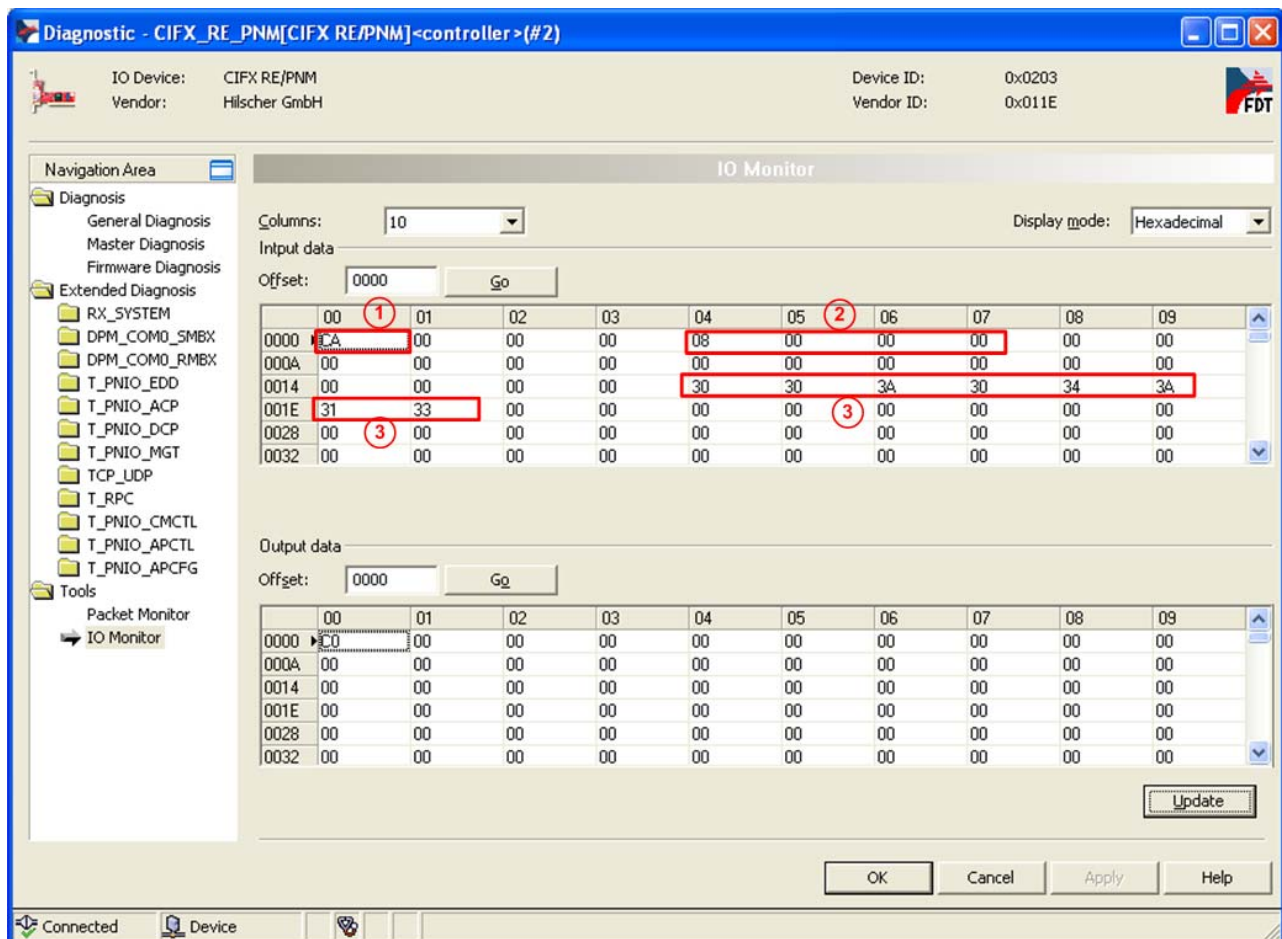 Diagnostic - CIFX_RE_PNM[CIFX RE/PNM]<controller>(#2)
IO Device: CIFX RE/PNM Device ID: 0x0203
Vendor: Hilscher GmbH Vendor ID: 0x011E
FDT
Navigation Area
Diagnosis
General Diagnosis
Master Diagnosis
Firmware Diagnosis
Extended Diagnosis
RX_SYSTEM
DPM_COM0_SMBX
DPM_COM0_RMBX
T_PNIO_EDD
T_PNIO_ACP
T_PNIO_DCP
T_PNIO_MGT
TCP_UDP
T_RPC
T_PNIO_CMCTL
T_PNIO_APCTL
T_PNIO_APCFG
Tools
Packet Monitor
IO Monitor
IO Monitor
Columns: 10 Display mode: Hexadecimal
Intput data
Offset: 0000 Go
00 1 01 02 03 04 05 2 06 07 08 09
0000 CA 00 00 00 08 00 00 00 00 00
000A 00 00 00 00 00 00 00 00 00 00
0014 00 00 00 00 30 30 3A 30 34 3A
001E 31 33 00 00 00 00 3 00 00 00 00
0028 00 3 00 00 00 00 00 00 00 00 00
0032 00 00 00 00 00 00 00 00 00 00
Output data
Offset: 0000 Go
00 01 02 03 04 05 06 07 08 09
0000 C0 00 00 00 00 00 00 00 00 00
000A 00 00 00 00 00 00 00 00 00 00
0014 00 00 00 00 00 00 00 00 00 00
001E 00 00 00 00 00 00 00 00 00 00
0028 00 00 00 00 00 00 00 00 00 00
0032 00 00 00 00 00 00 00 00 00 00
Update
OK Cancel Apply Help
Connected Device